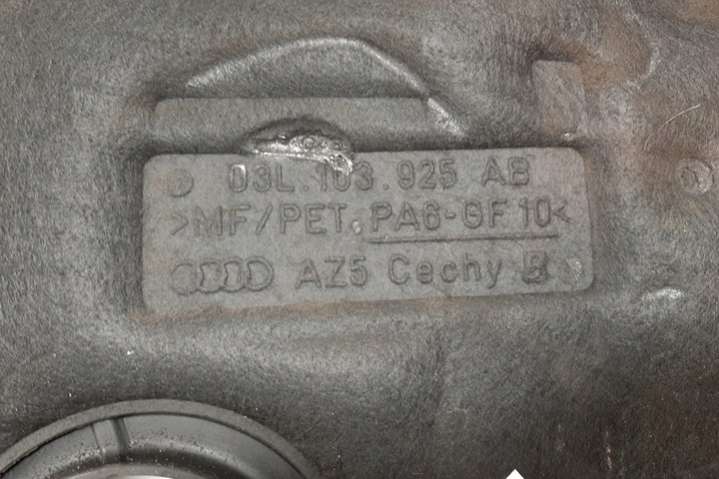 03L.103.925 AB
>MF/PET.PA6-GF10<
AZ5 Cechy B